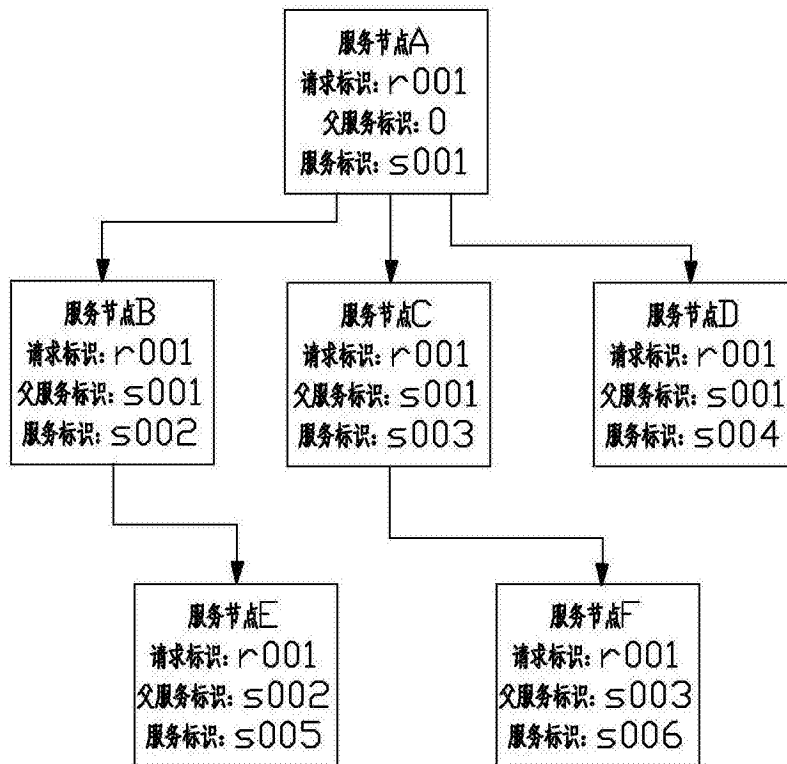 服务节点A
请求标识：r001
父服务标识：0
服务标识：s001
服务节点B
请求标识：r001
父服务标识：s001
服务标识：s002
服务节点C
请求标识：r001
父服务标识：s001
服务标识：s003
服务节点D
请求标识：r001
父服务标识：s001
服务标识：s004
服务节点E
请求标识：r001
父服务标识：s002
服务标识：s005
服务节点F
请求标识：r001
父服务标识：s003
服务标识：s006